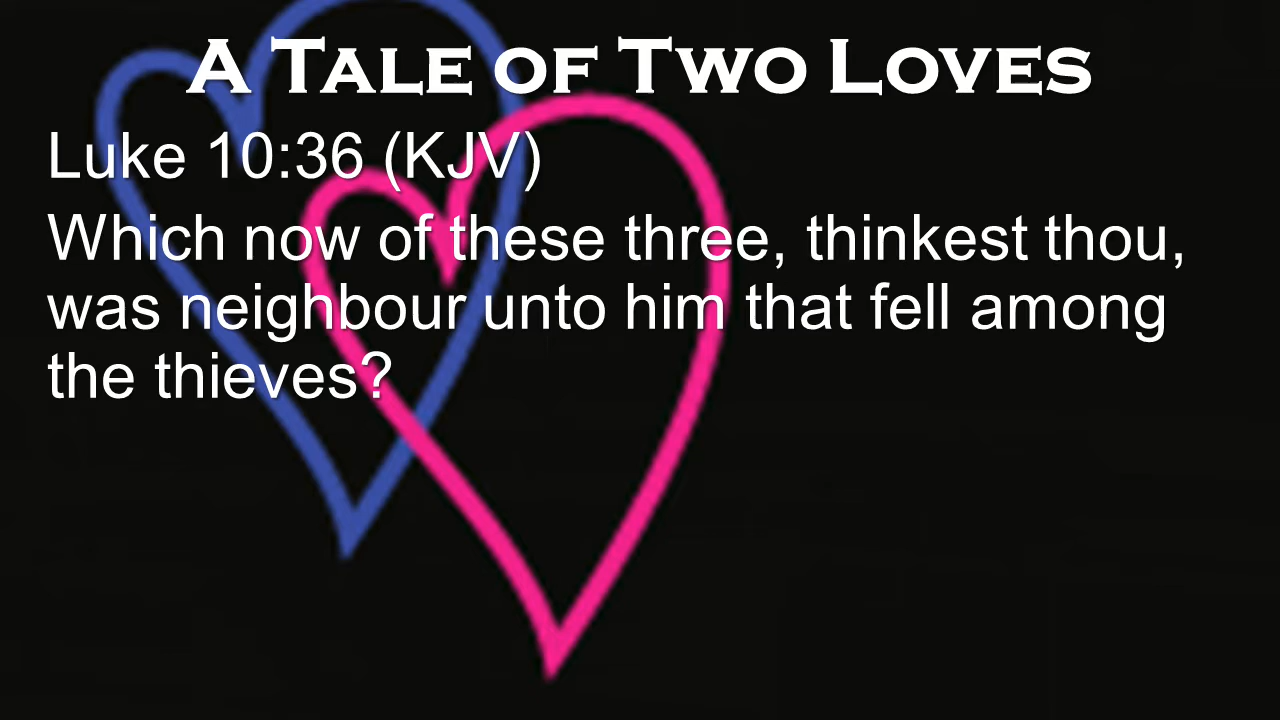 A Tale of Two Loves
Luke 10:36 (KJV)
Which now of these three, thinkest thou,
was neighbour unto him that fell among
the thieves?